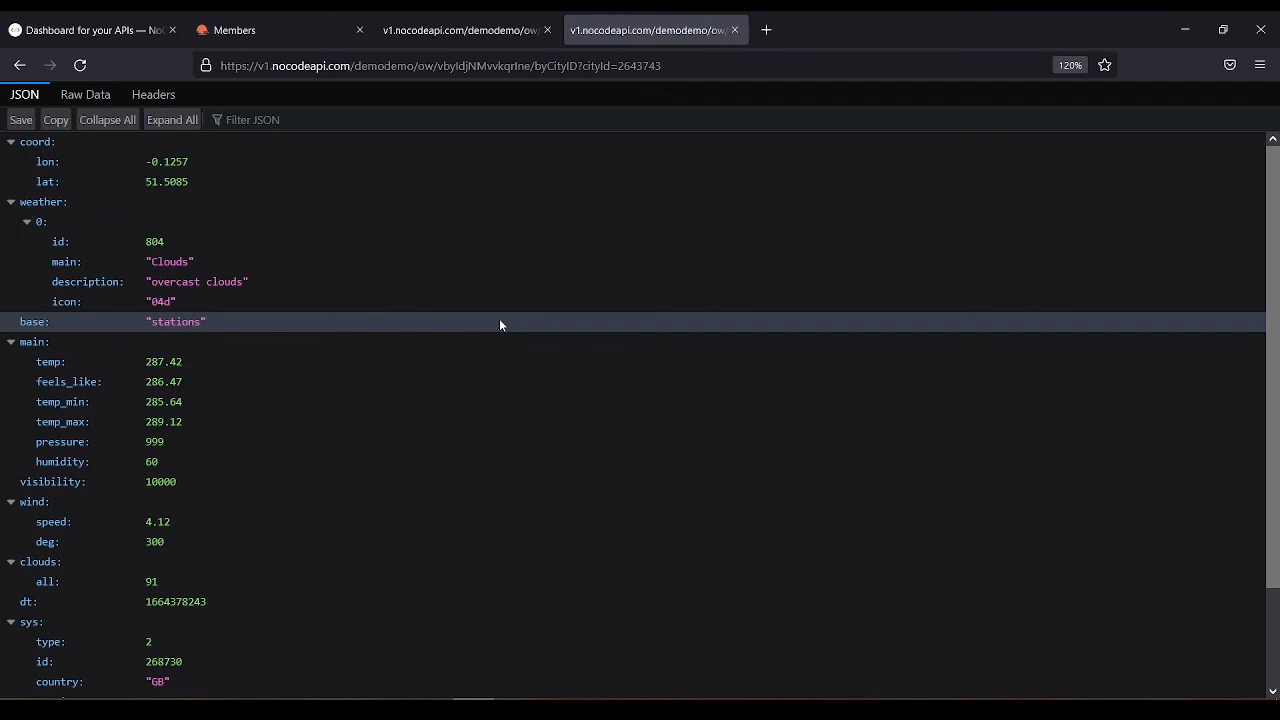 Dashboard for your APIs — No
Members
v1.nocodeapi.com/demodemo/ow/
v1.nocodeapi.com/demodemo/ow/
https://v1.nocodeapi.com/demodemo/ow/vbyIdjNMvvkqrIne/byCityID?cityId=2643743
120%
JSON Raw Data Headers
Save Copy Collapse All Expand All Filter JSON
coord:
lon: -0.1257
lat: 51.5085
weather:
0:
id: 804
main: "Clouds"
description: "overcast clouds"
icon: "04d"
base: "stations"
main:
temp: 287.42
feels_like: 286.47
temp_min: 285.64
temp_max: 289.12
pressure: 999
humidity: 60
visibility: 10000
wind:
speed: 4.12
deg: 300
clouds:
all: 91
dt: 1664378243
sys:
type: 2
id: 268730
country: "GB"